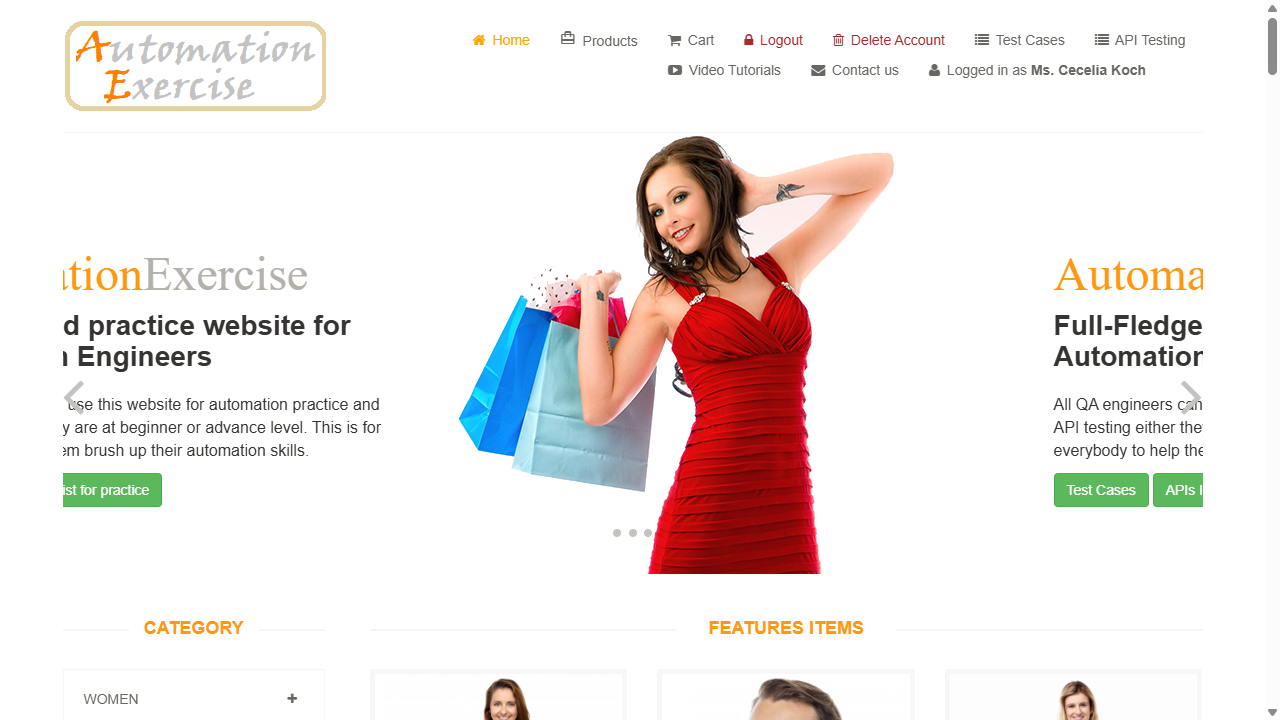 Automation
Exercise
Home
Products
Cart
Logout
Delete Account
Test Cases
API Testing
Video Tutorials
Contact us
Logged in as Ms. Cecelia Koch
ationExercise
d practice website for
n Engineers
use this website for automation practice and
y are at beginner or advance level. This is for
em brush up their automation skills.
ist for practice
Automa
Full-Fledge
Automation
All QA engineers can
API testing either the
everybody to help the
Test Cases
APIs l
CATEGORY
FEATURES ITEMS
WOMEN